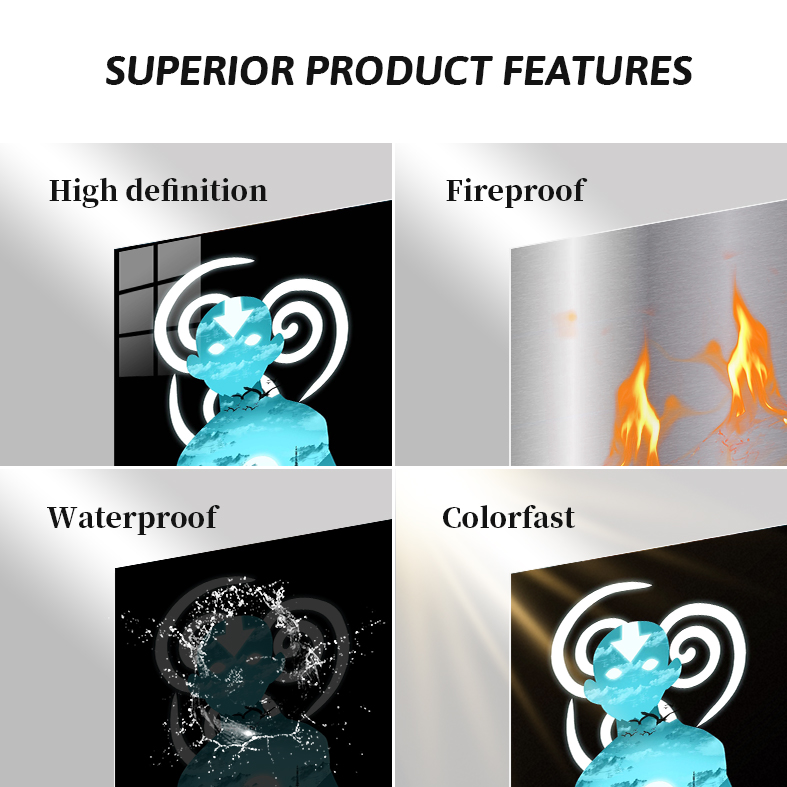 SUPERIOR PRODUCT FEATURES
High definition
Fireproof
Waterproof
Colorfast